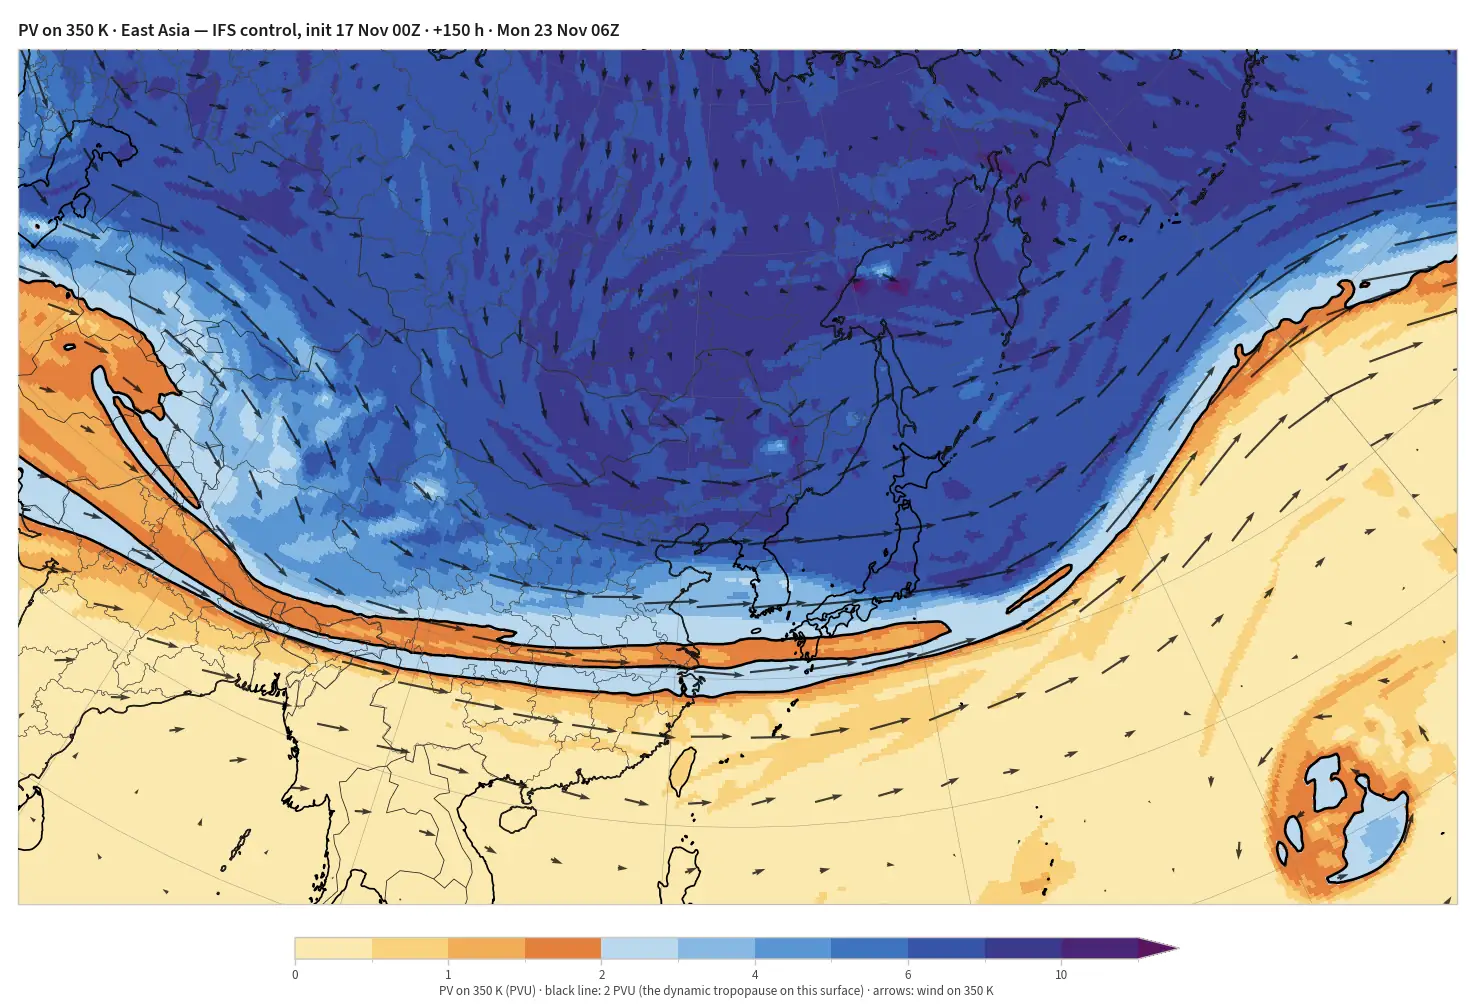 PV on 350 K · East Asia — IFS control, init 17 Nov 00Z · +150 h · Mon 23 Nov 06Z
0 1 2 4 6 10
PV on 350 K (PVU) · black line: 2 PVU (the dynamic tropopause on this surface) · arrows: wind on 350 K